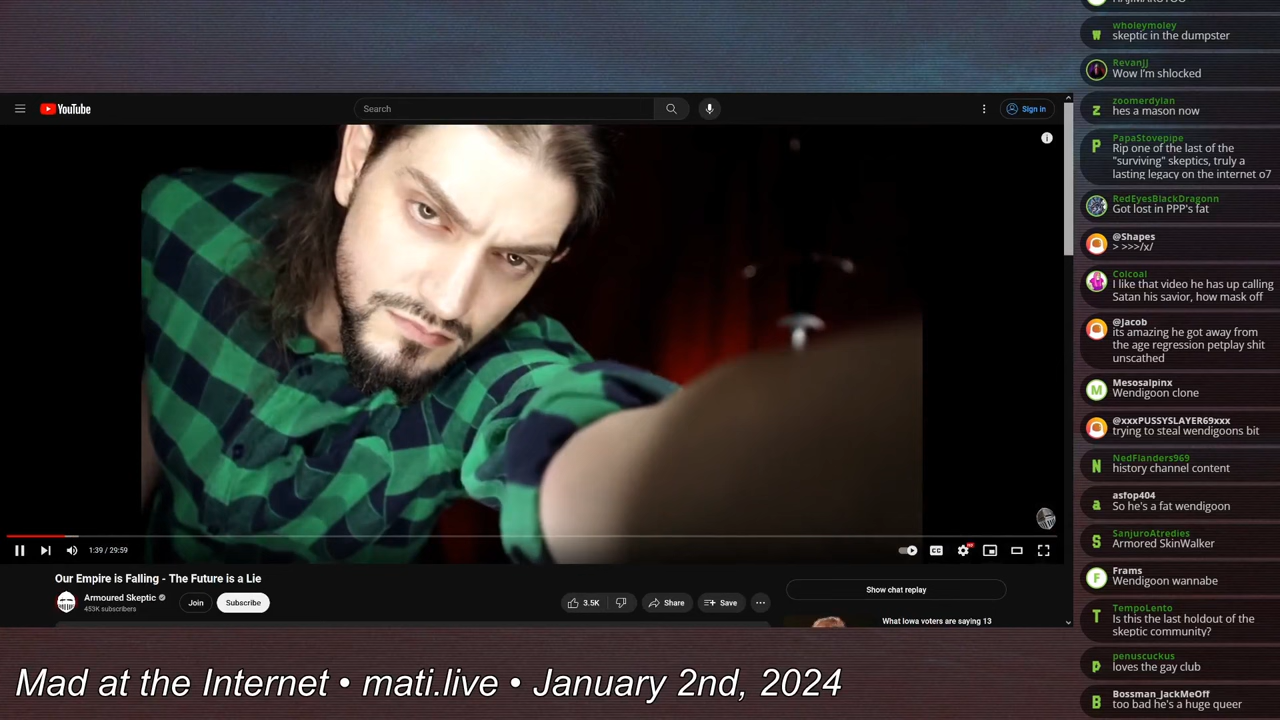 YouTube
Search
Sign in
1:39 / 29:59
CC
HD
Our Empire is Falling - The Future is a Lie
Armoured Skeptic
453K subscribers
Join
Subscribe
3.5K
Share
Save
Show chat replay
What Iowa voters are saying 13
Mad at the Internet • mati.live • January 2nd, 2024
wholeymoley
skeptic in the dumpster
Revanjj
Wow I'm shlocked
zoomerdylan
hes a mason now
PapaStovepipe
Rip one of the last of the
"surviving" skeptics, truly a
lasting legacy on the internet o7
RedEyesBlackDragonn
Got lost in PPP's fat
@Shapes
> >>>/x/
Colcoal
I like that video he has up calling
Satan his savior, how mask off
@Jacob
its amazing he got away from
the age regression petplay shit
unscathed
Mesosalpinx
Wendigoon clone
@xxxPUSSYSLAYER69xxx
trying to steal wendigoons bit
NedFlanders969
history channel content
asfop404
So he's a fat wendigoon
SanjuroAtredies
Armored SkinWalker
Frams
Wendigoon wannabe
TempoLento
Is this the last holdout of the
skeptic community?
penuscuckus
loves the gay club
Bossman_JackMeOff
too bad he's a huge queer